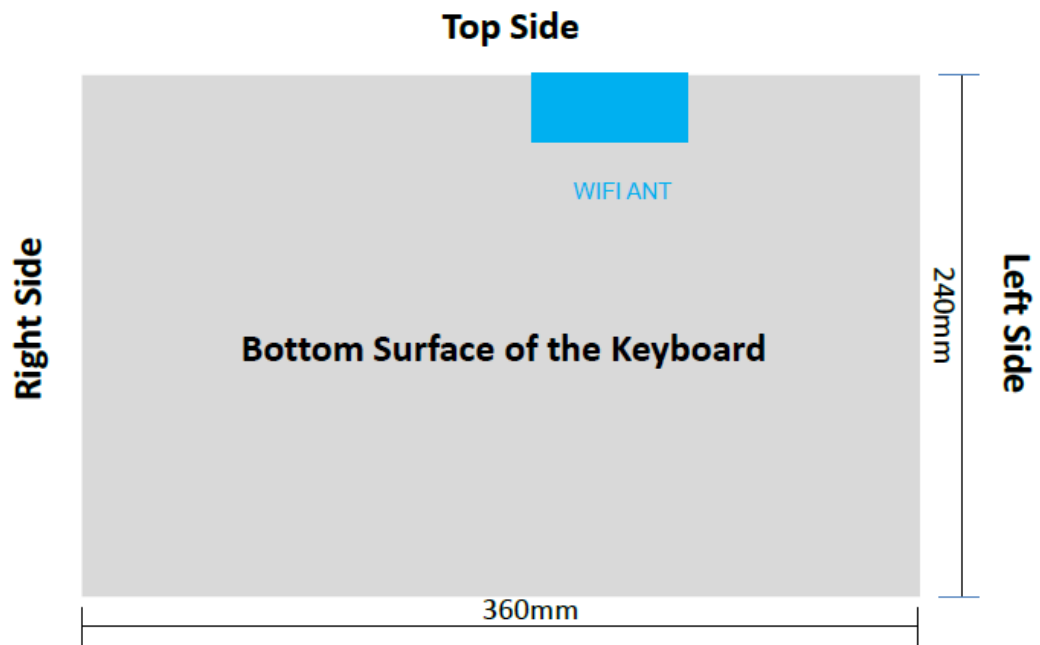 Top Side
WIFI ANT
Right Side
Left Side
240mm
Bottom Surface of the Keyboard
360mm